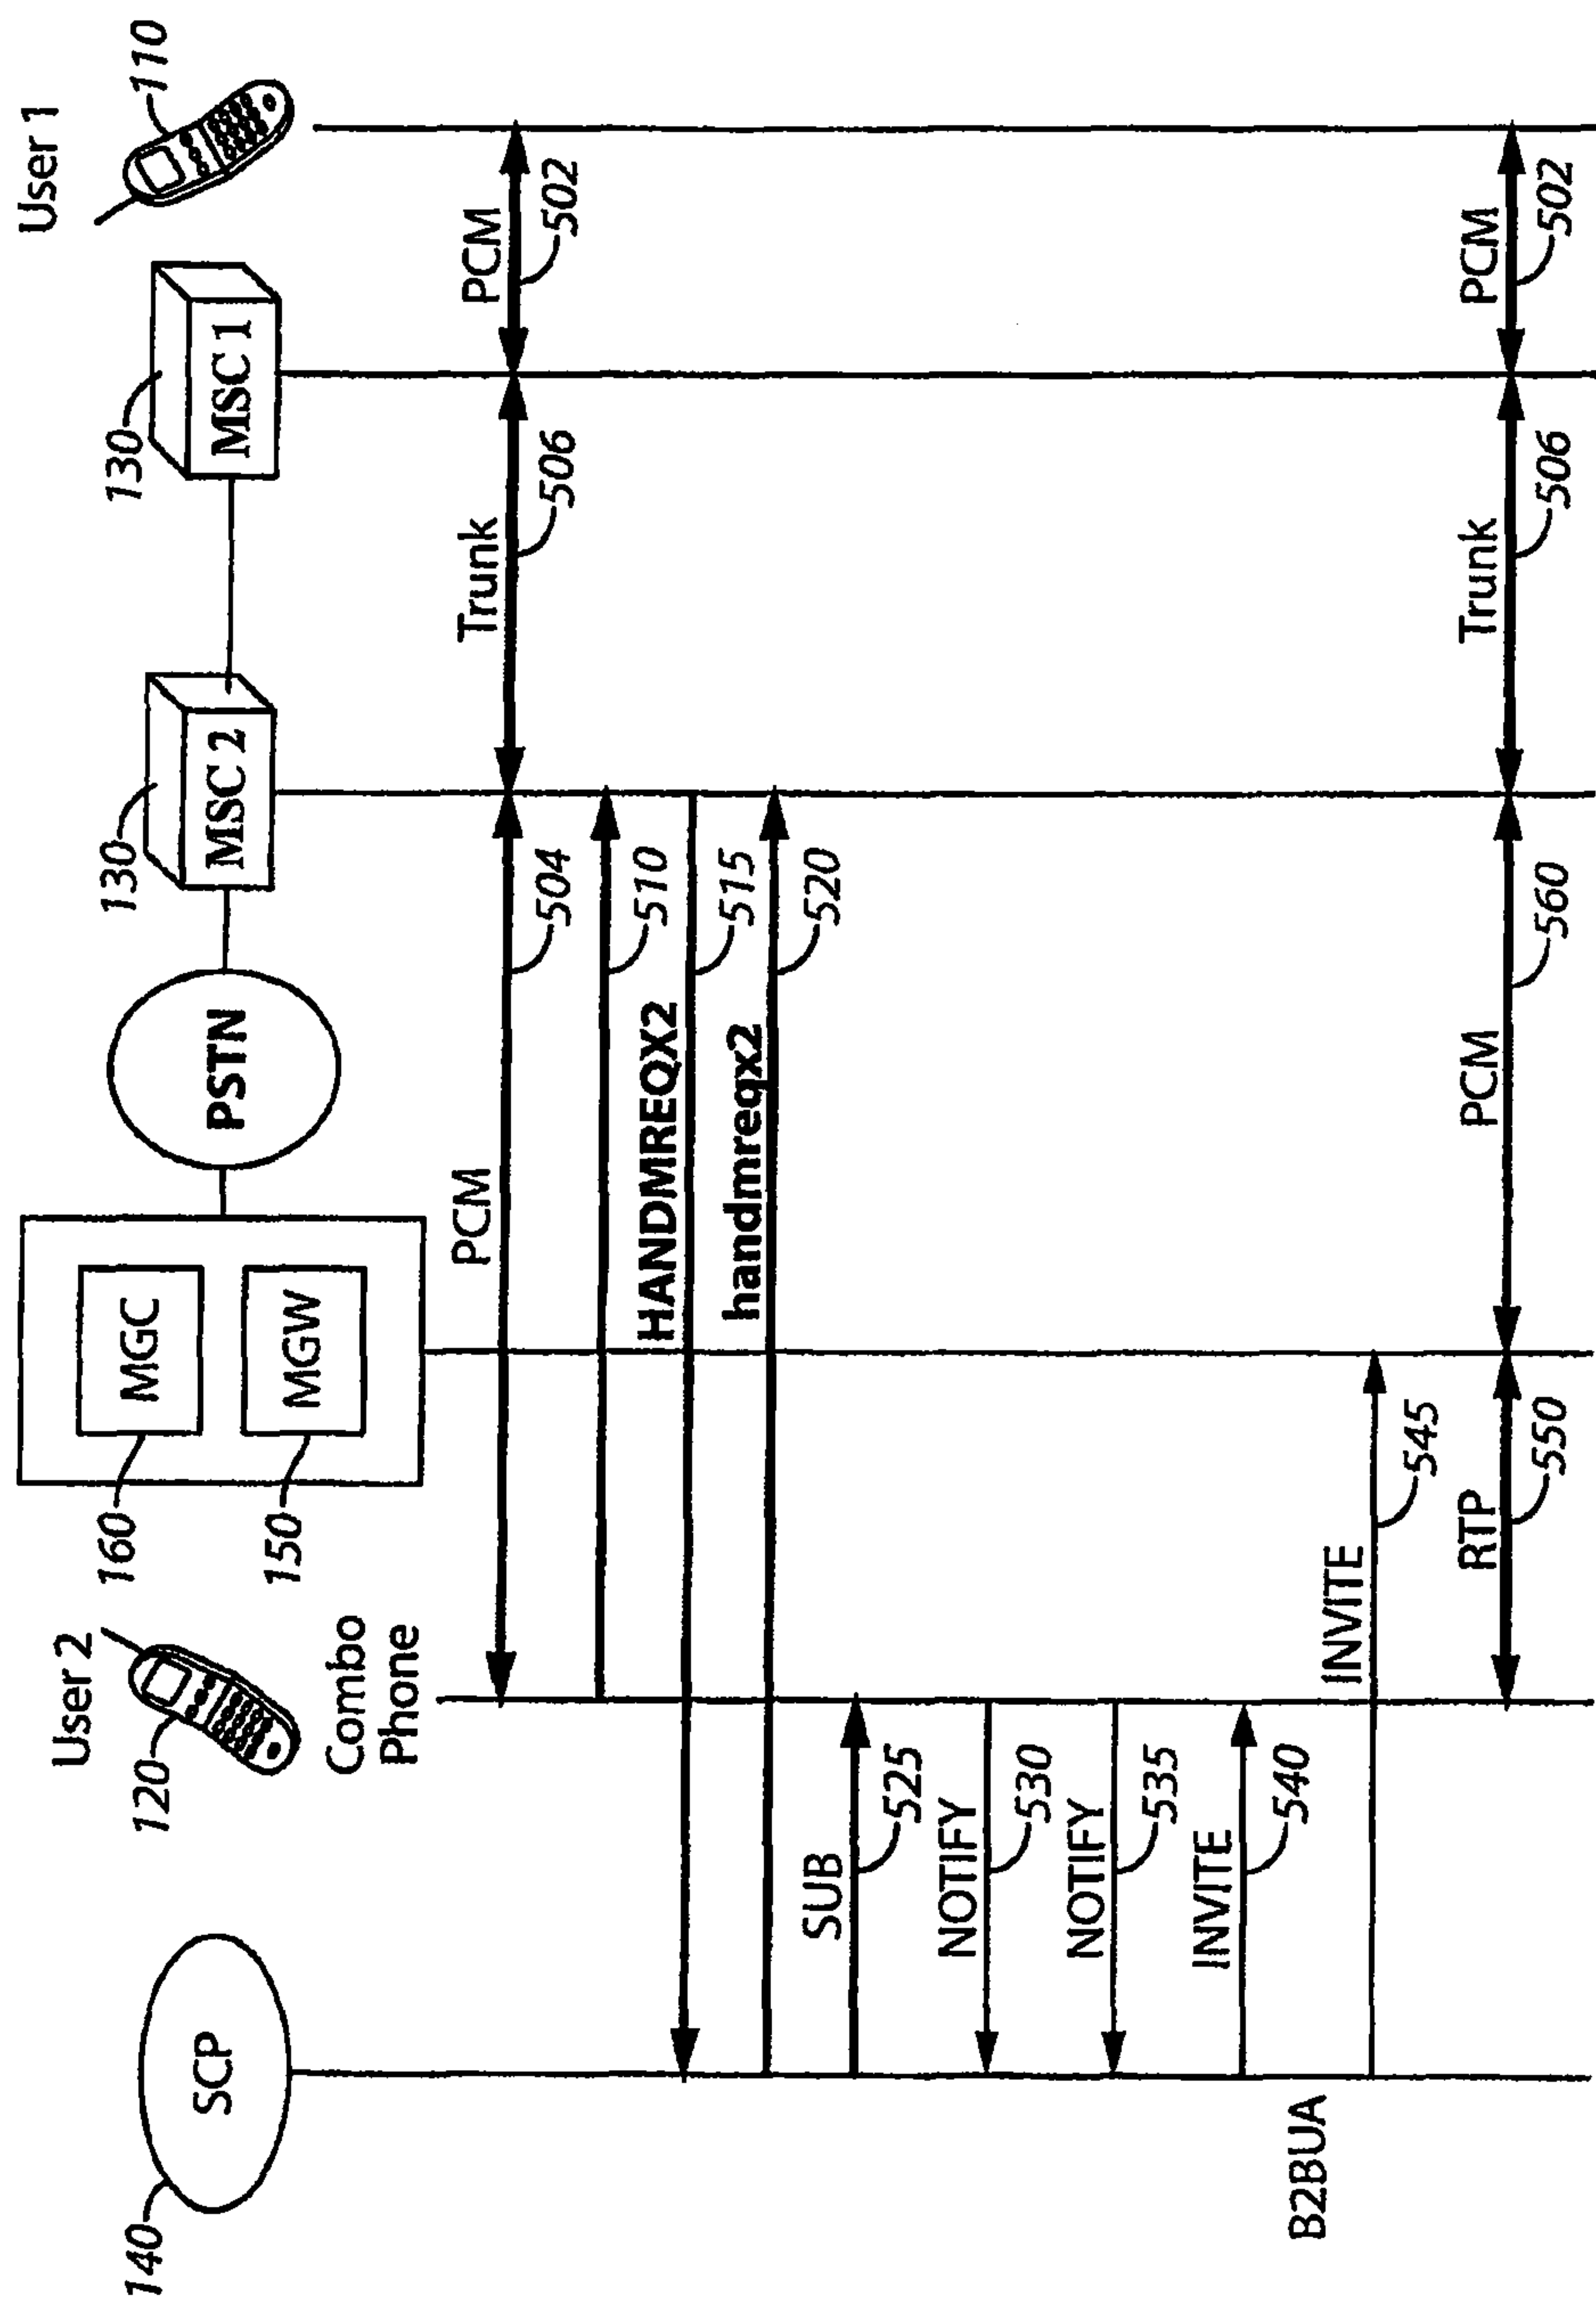 140
SCP
User 2
120
Combo
Phone
160
MGC
150
MGW
PSTN
130
MSC 2
130
MSC 1
User 1
110
PCM
504
Trunk
506
PCM
502
510
HANDMREQX2
515
handmreqx2
520
SUB
525
NOTIFY
530
NOTIFY
535
INVITE
540
B2BUA
INVITE
545
RTP
550
PCM
560
Trunk
506
PCM
502